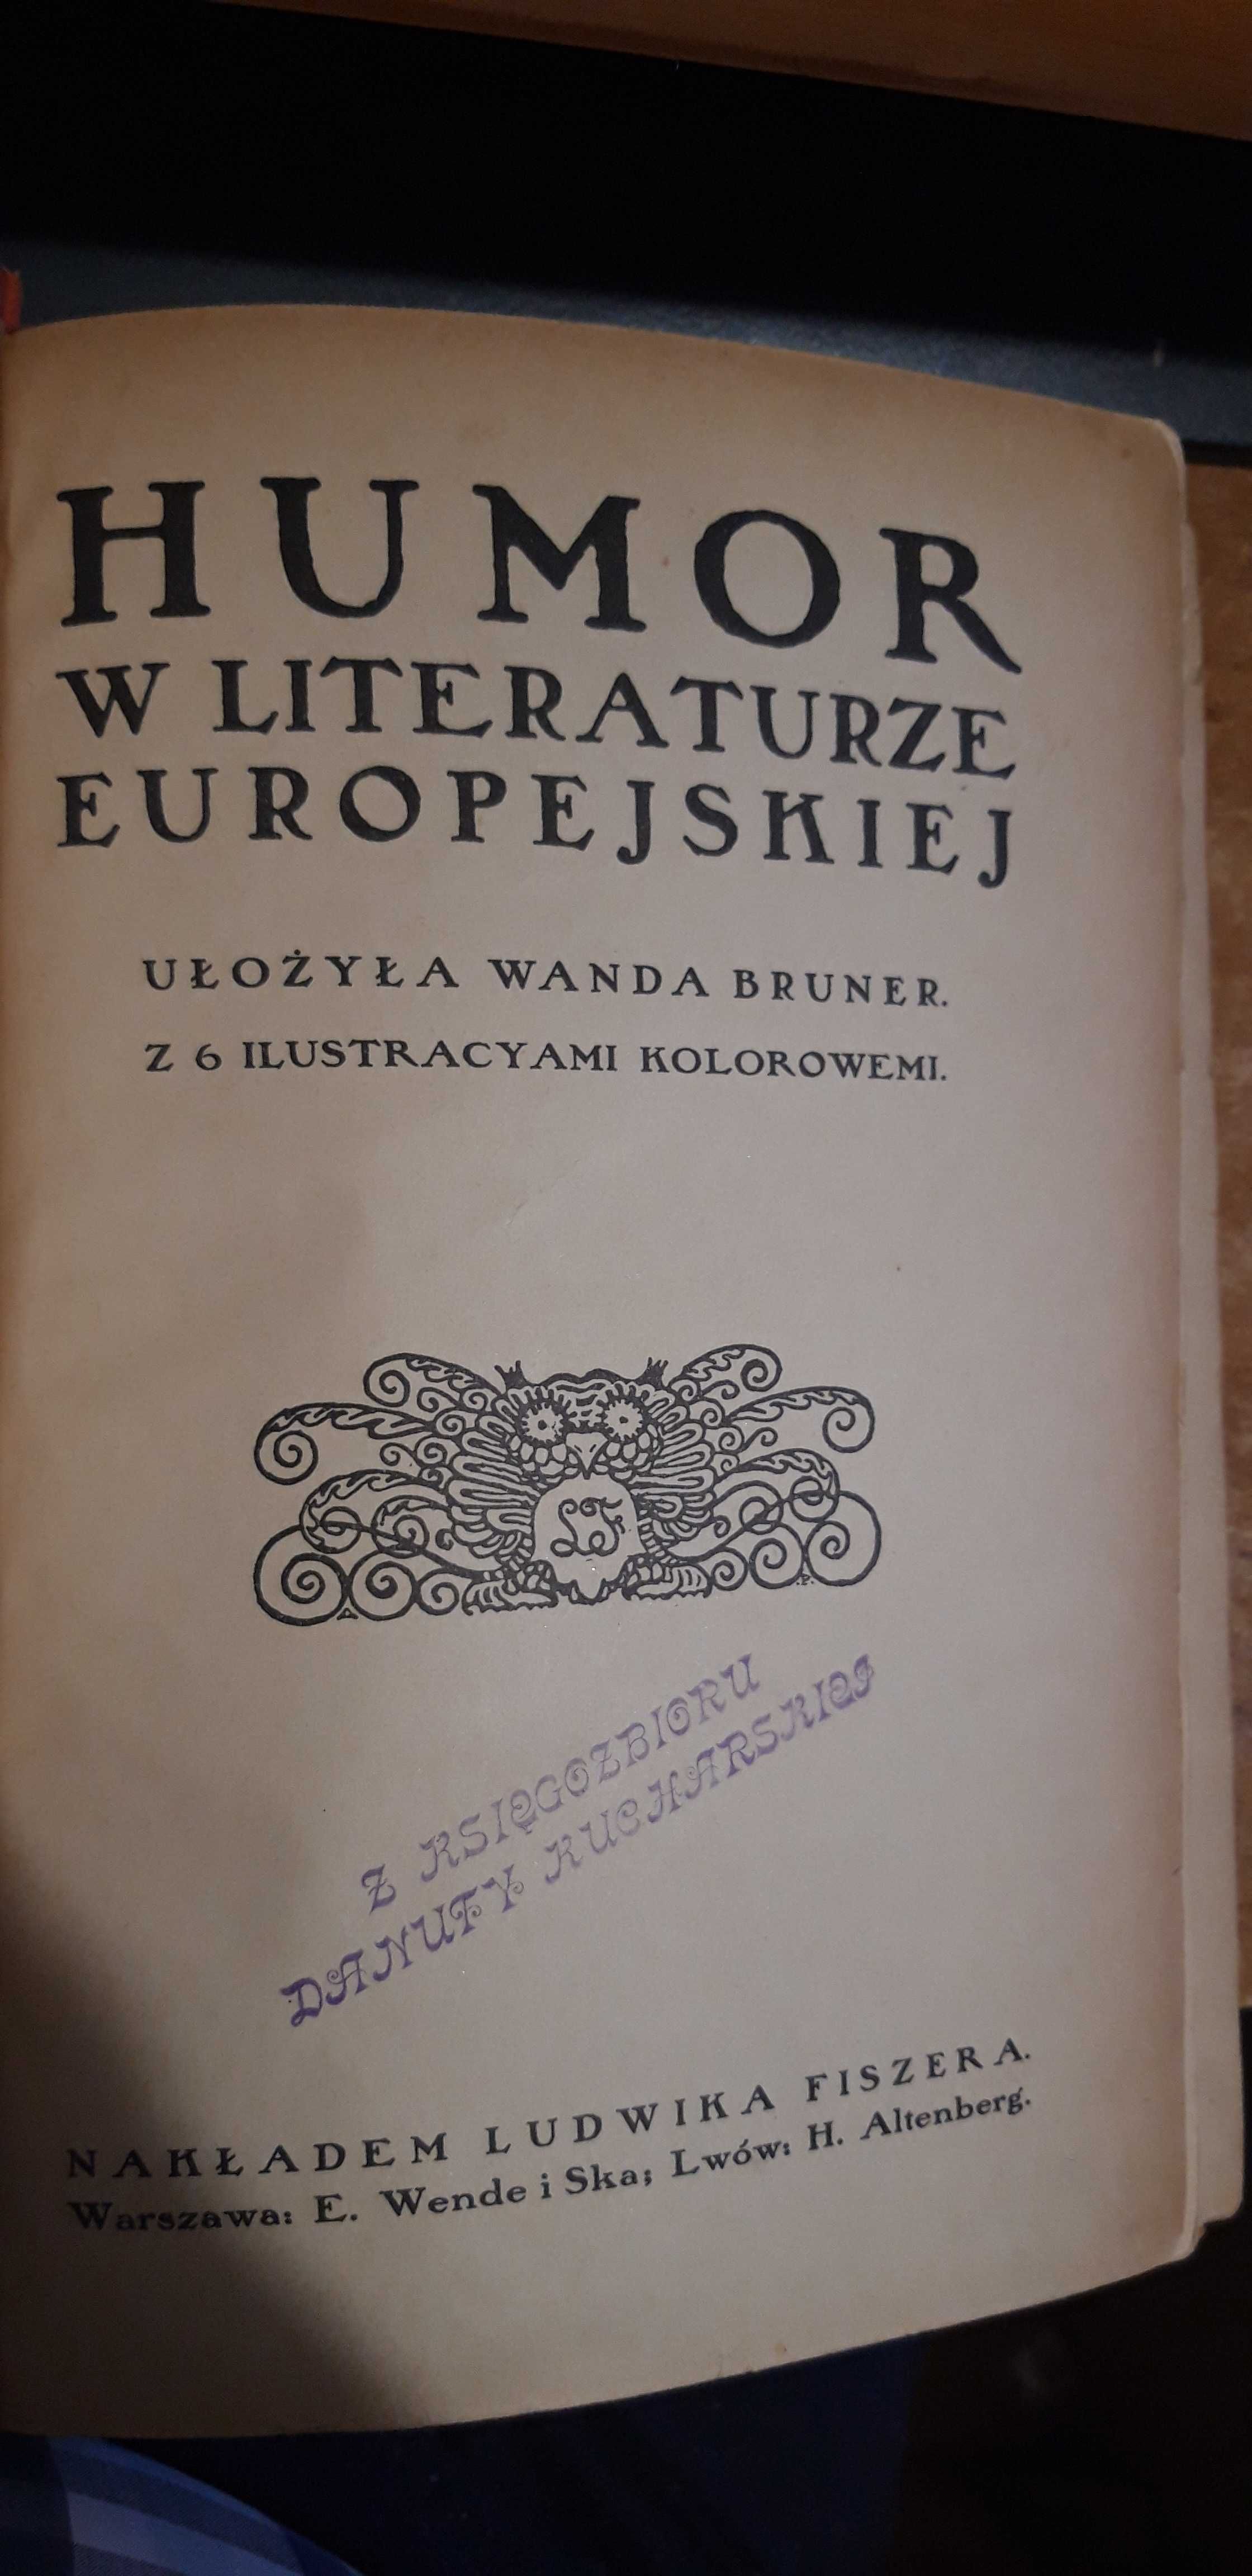 HUMOR
W LITERATURZE
EUROPEJSKIEJ
UŁOŻYŁA WANDA BRUNER.
Z 6 ILUSTRACYAMI KOLOROWEMI.
LF
Z KSIĘGOZBIORU
DANUTY KUCHARSKIEJ
NAKŁADEM LUDWIKA FISZERA.
Warszawa: E. Wende i Ska; Lwów: H. Altenberg.